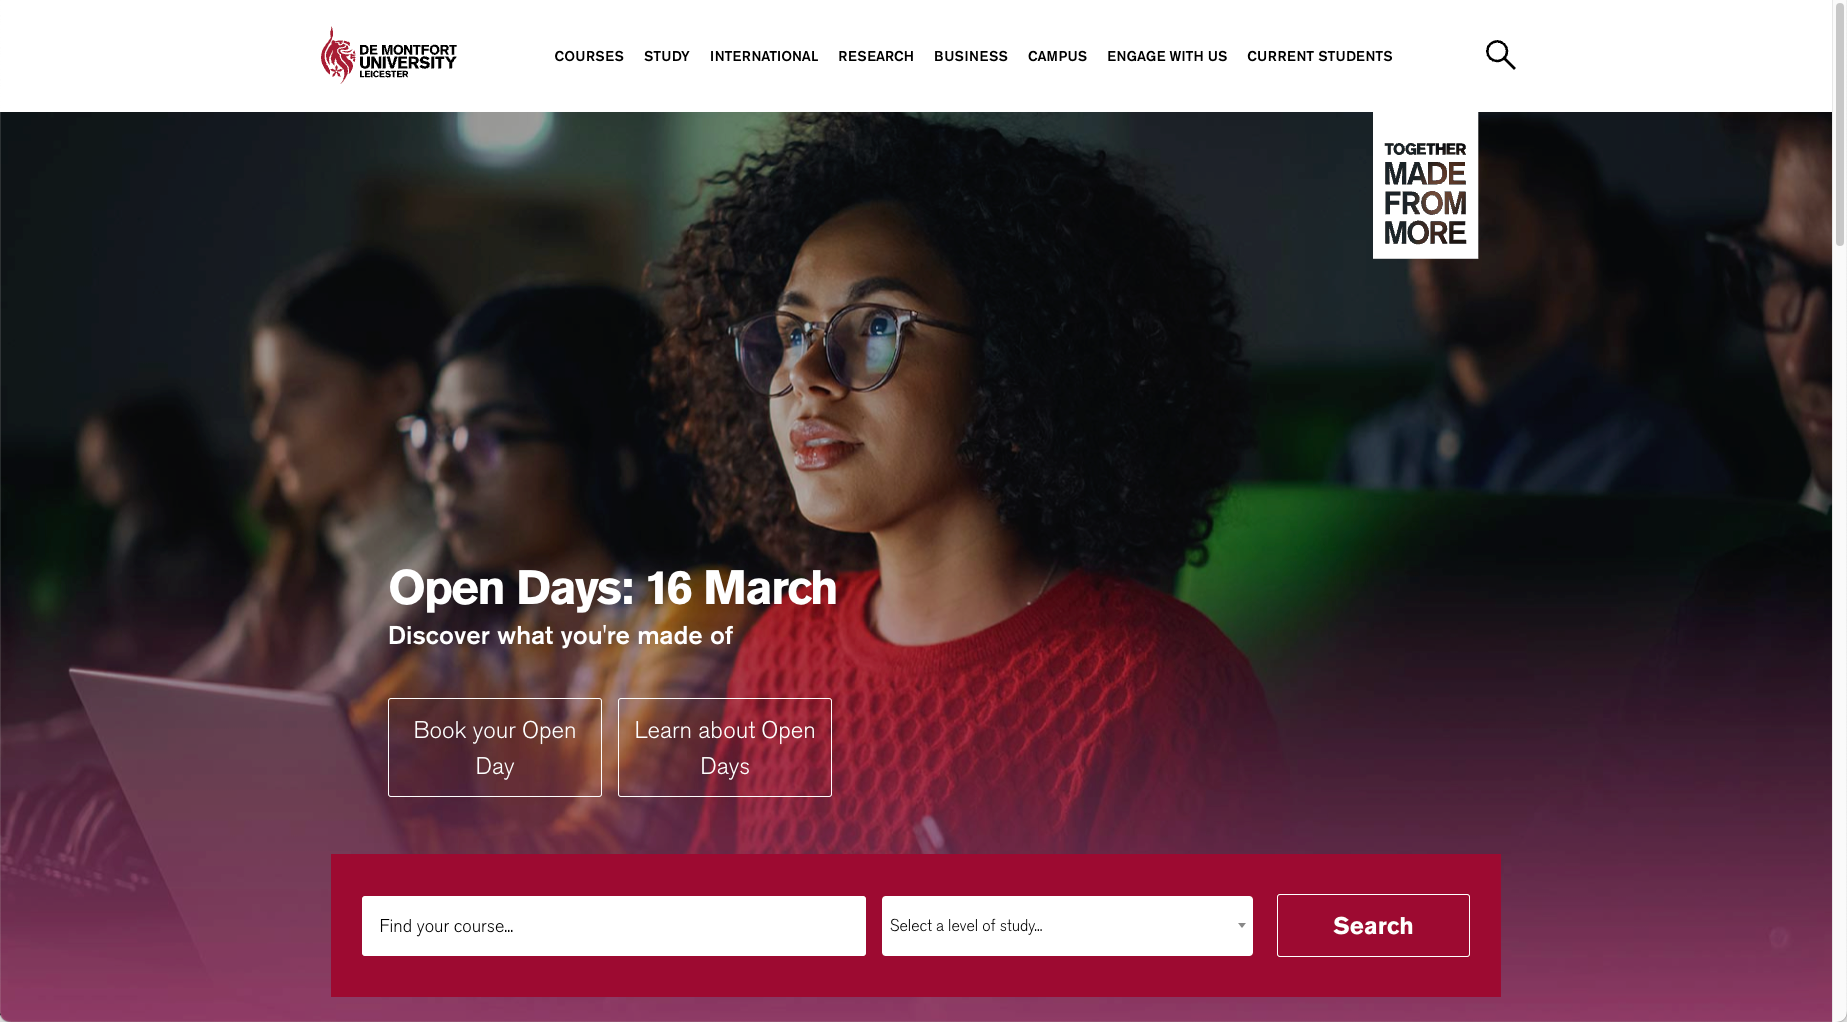 DE MONTFORT
UNIVERSITY
LEICESTER
COURSES STUDY INTERNATIONAL RESEARCH BUSINESS CAMPUS ENGAGE WITH US CURRENT STUDENTS
TOGETHER
MADE
FROM
MORE
Open Days: 16 March
Discover what you're made of
Book your Open
Day
Learn about Open
Days
Find your course...
Select a level of study...
Search